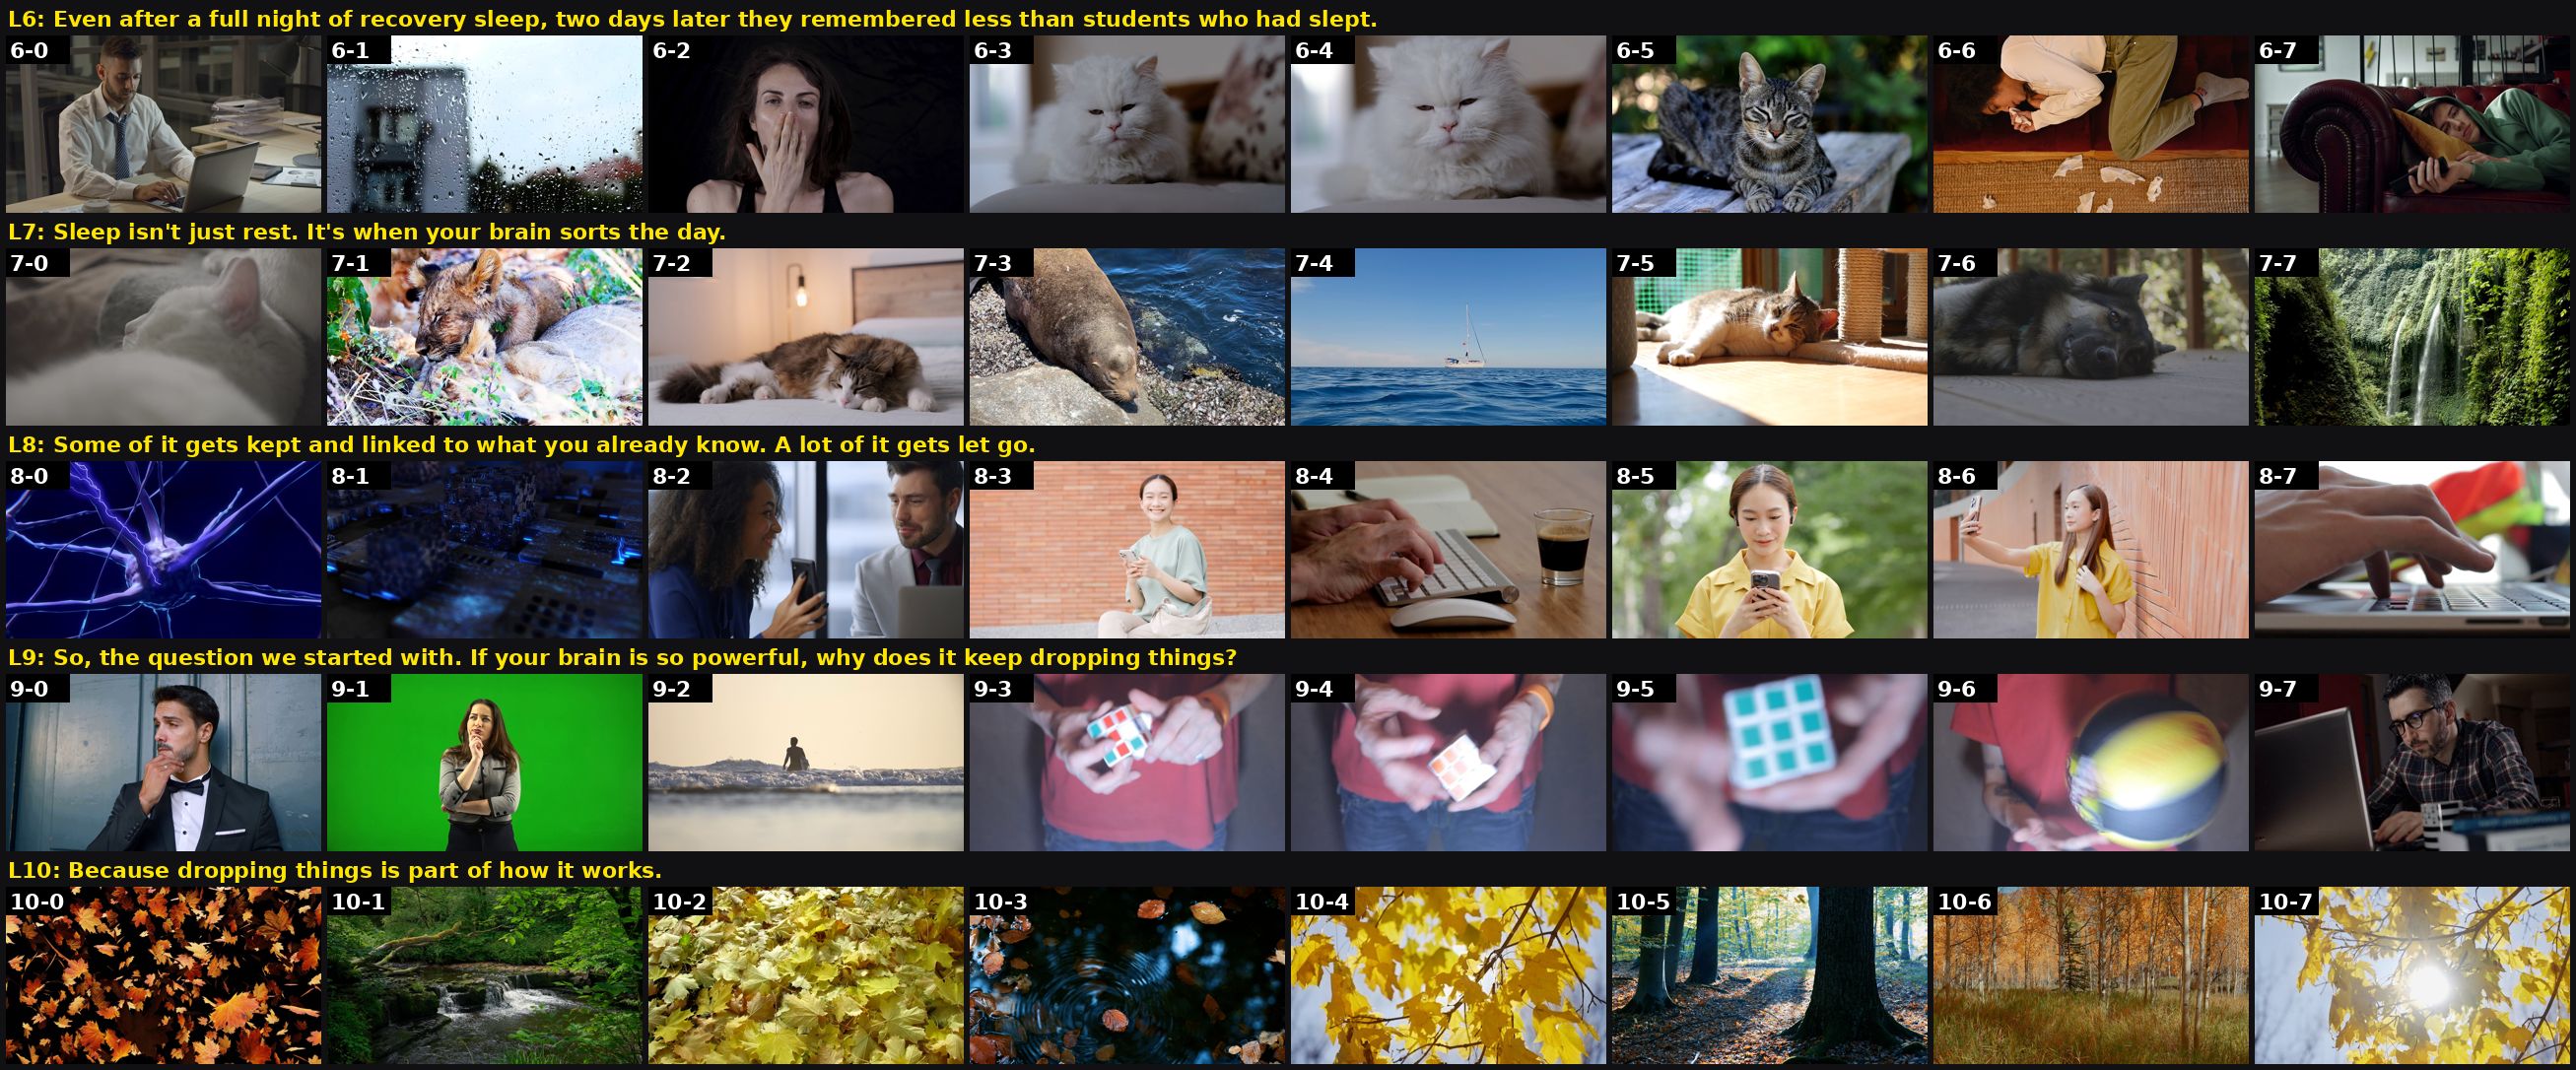 L6: Even after a full night of recovery sleep, two days later they remembered less than students who had slept.
6-0 6-1 6-2 6-3 6-4 6-5 6-6 6-7
L7: Sleep isn't just rest. It's when your brain sorts the day.
7-0 7-1 7-2 7-3 7-4 7-5 7-6 7-7
L8: Some of it gets kept and linked to what you already know. A lot of it gets let go.
8-0 8-1 8-2 8-3 8-4 8-5 8-6 8-7
L9: So, the question we started with. If your brain is so powerful, why does it keep dropping things?
9-0 9-1 9-2 9-3 9-4 9-5 9-6 9-7
L10: Because dropping things is part of how it works.
10-0 10-1 10-2 10-3 10-4 10-5 10-6 10-7